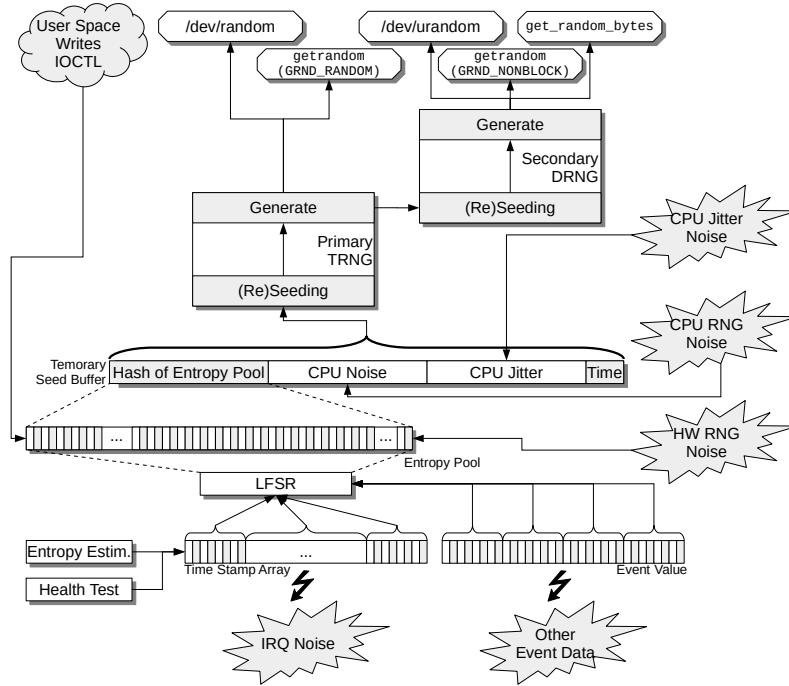 User Space
Writes
IOCTL
/dev/random
/dev/urandom
get_random_bytes
getrandom
(GRND_RANDOM)
getrandom
(GRND_NONBLOCK)
Generate
Secondary
DRNG
(Re)Seeding
Generate
Primary
TRNG
(Re)Seeding
CPU Jitter
Noise
CPU RNG
Noise
Temorary
Seed Buffer
Hash of Entropy Pool
CPU Noise
CPU Jitter
Time
...
...
HW RNG
Noise
Entropy Pool
LFSR
Entropy Estim.
Health Test
...
Time Stamp Array
Event Value
IRQ Noise
Other
Event Data